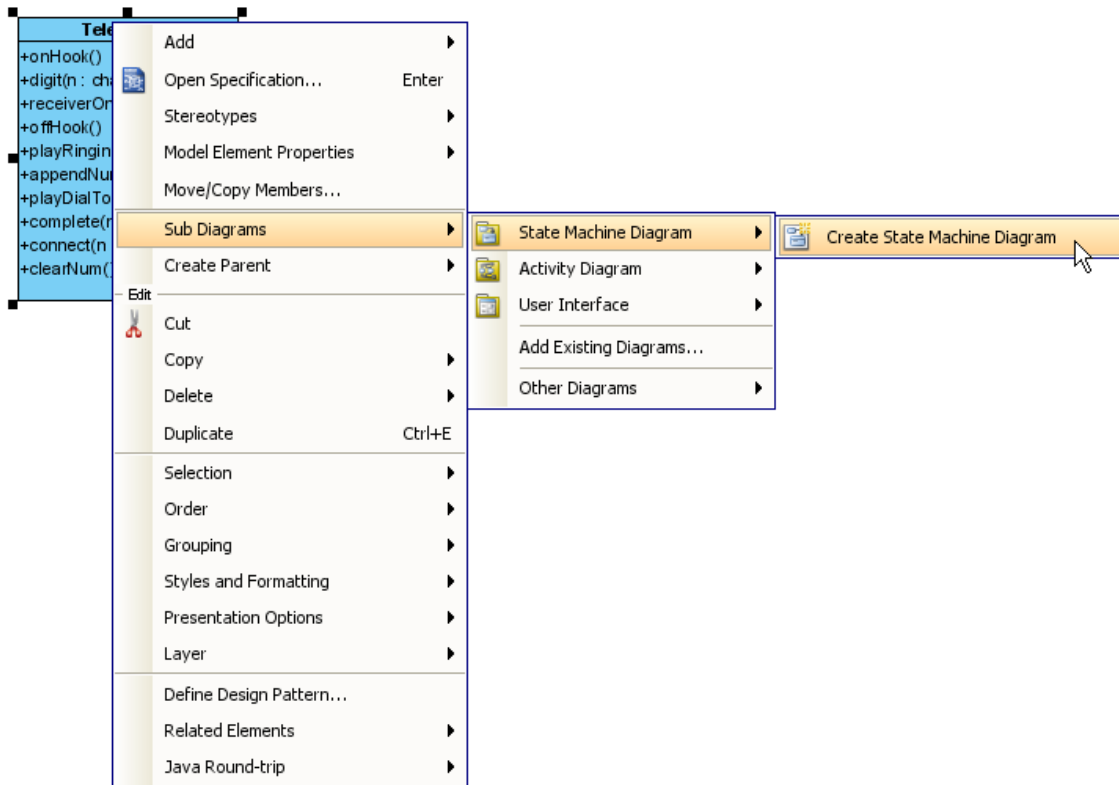 Tele
+onHook()
+digit(n : cha
+receiverOn
+offHook()
+playRingin
+appendNu
+playDialTo
+complete(n
+connect(n
+clearNum()
Add
Open Specification... Enter
Stereotypes
Model Element Properties
Move/Copy Members...
Sub Diagrams
Create Parent
Edit
Cut
Copy
Delete
Duplicate Ctrl+E
Selection
Order
Grouping
Styles and Formatting
Presentation Options
Layer
Define Design Pattern...
Related Elements
Java Round-trip
State Machine Diagram
Activity Diagram
User Interface
Add Existing Diagrams...
Other Diagrams
Create State Machine Diagram